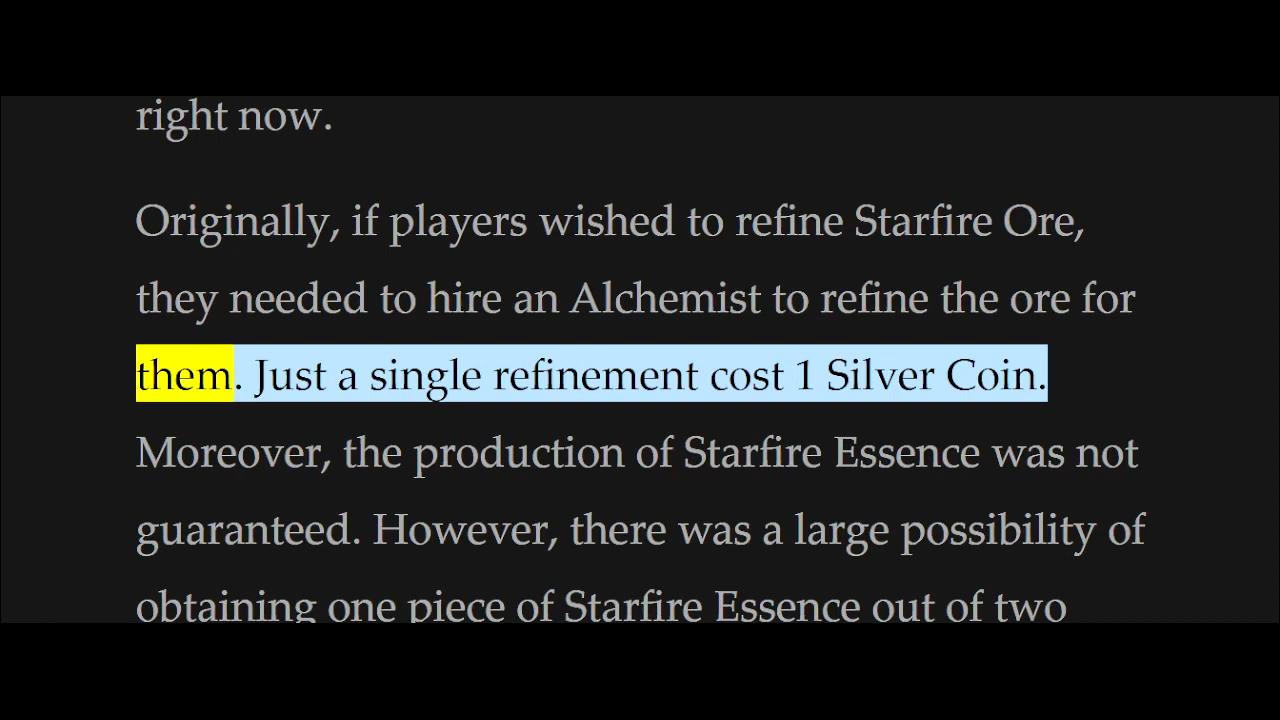 right now.
Originally, if players wished to refine Starfire Ore,
they needed to hire an Alchemist to refine the ore for
them. Just a single refinement cost 1 Silver Coin.
Moreover, the production of Starfire Essence was not
guaranteed. However, there was a large possibility of
obtaining one piece of Starfire Essence out of two